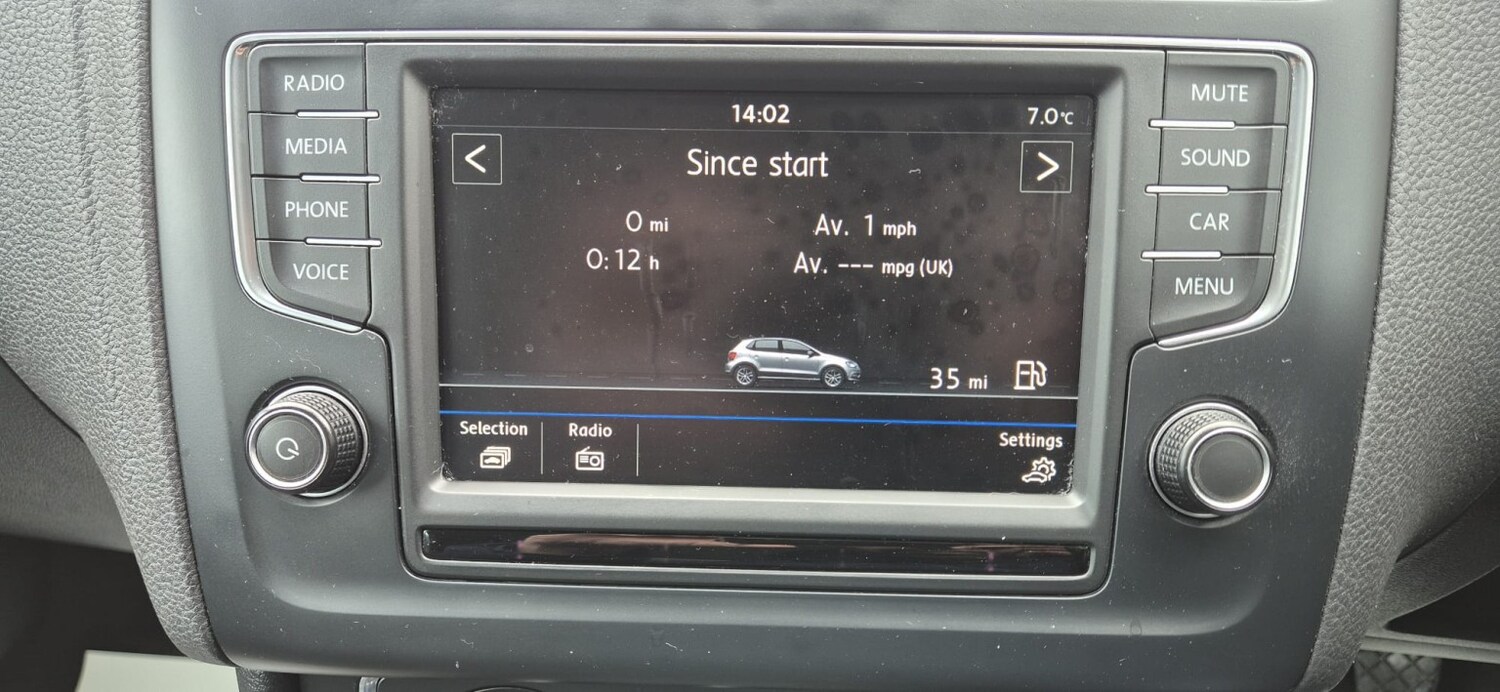 RADIO
MEDIA
PHONE
VOICE
14:02
7.0°C
<
Since start
>
0 mi
Av. 1 mph
0:12 h
Av. --- mpg (UK)
35 mi
Selection
Radio
Settings
MUTE
SOUND
CAR
MENU